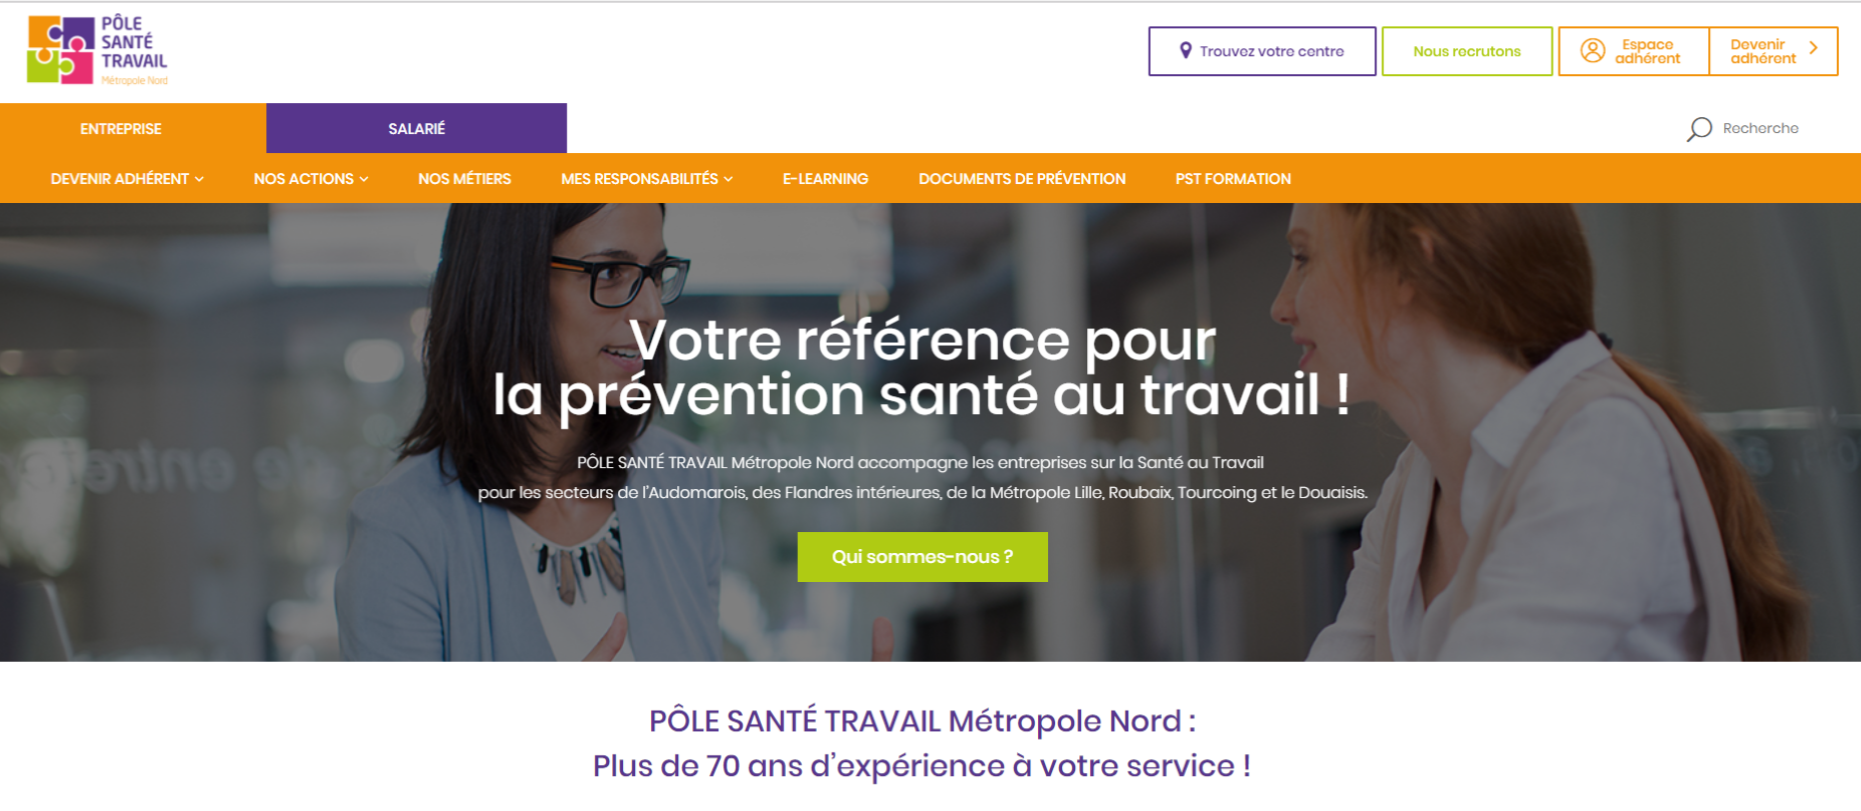 PÔLE
SANTÉ
TRAVAIL
Métropole Nord
Trouvez votre centre
Nous recrutons
Espace
adhérent
Devenir
adhérent
ENTREPRISE
SALARIÉ
Recherche
DEVENIR ADHÉRENT
NOS ACTIONS
NOS MÉTIERS
MES RESPONSABILITÉS
E-LEARNING
DOCUMENTS DE PRÉVENTION
PST FORMATION
Votre référence pour
la prévention santé au travail !
PÔLE SANTÉ TRAVAIL Métropole Nord accompagne les entreprises sur la Santé au Travail
pour les secteurs de l'Audomarois, des Flandres intérieures, de la Métropole Lille, Roubaix, Tourcoing et le Douaisis.
Qui sommes-nous ?
PÔLE SANTÉ TRAVAIL Métropole Nord :
Plus de 70 ans d'expérience à votre service !